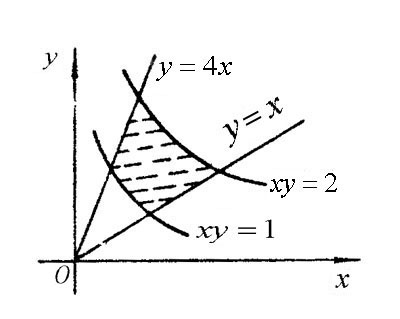 y
y = 4x
y = x
xy = 2
xy = 1
O
x